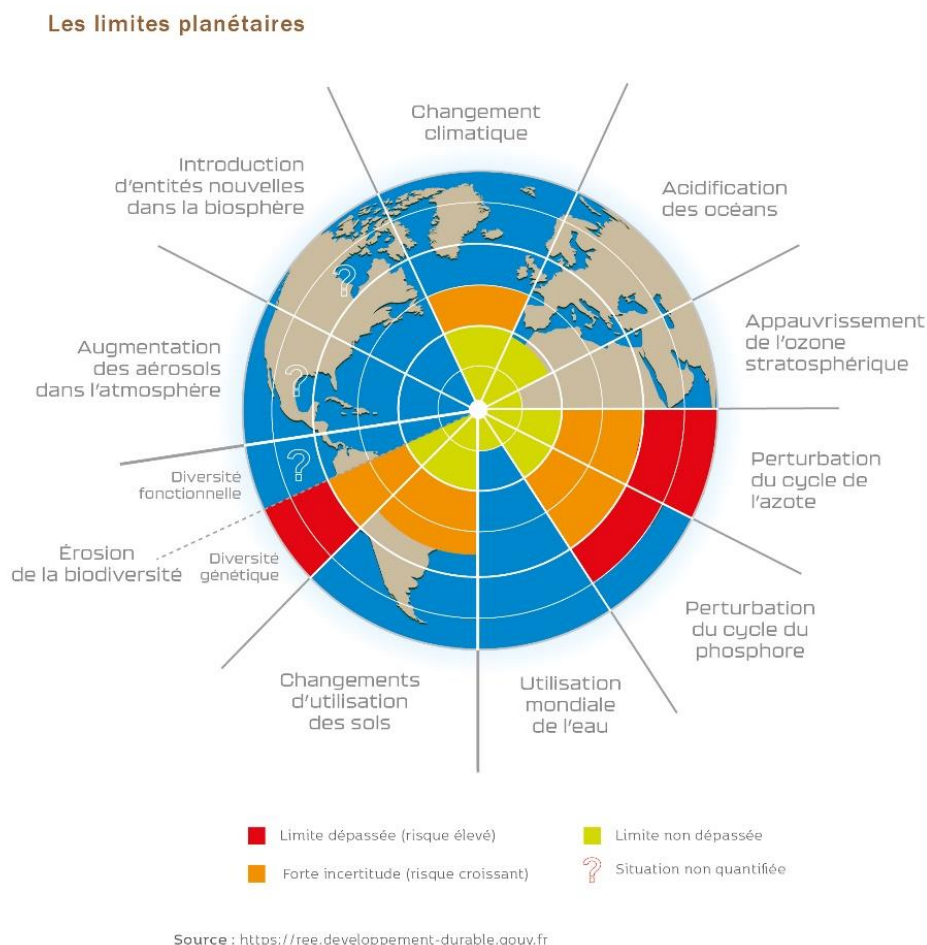 Les limites planétaires
Changement
climatique
Introduction
d'entités nouvelles
dans la biosphère
Acidification
des océans
?
Appauvrissement
de l'ozone
stratosphérique
Augmentation
des aérosols
dans l'atmosphère
?
Perturbation
du cycle de
l'azote
Diversité
fonctionnelle
?
Érosion
de la biodiversité
Diversité
génétique
Perturbation
du cycle du
phosphore
Changements
d'utilisation
des sols
Utilisation
mondiale
de l'eau
Limite dépassée (risque élevé)
Limite non dépassée
Forte incertitude (risque croissant)
? Situation non quantifiée
Source : https://ree.developpement-durable.gouv.fr